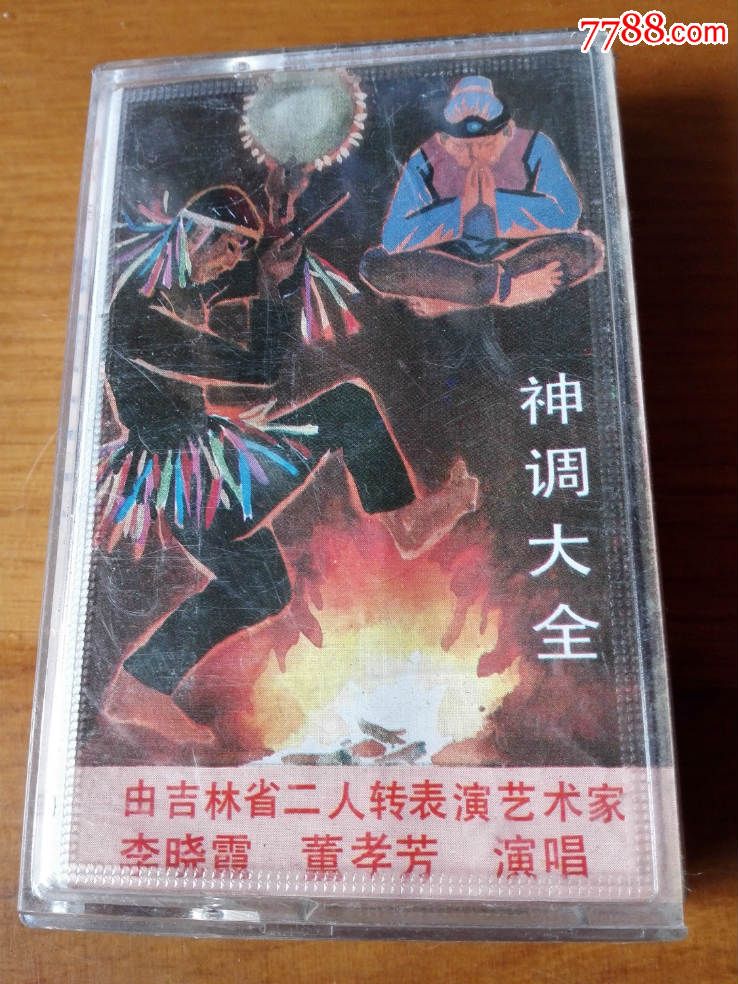 7788.com
神调大全
由吉林省二人转表演艺术家
李晓霞 董孝芳 演唱